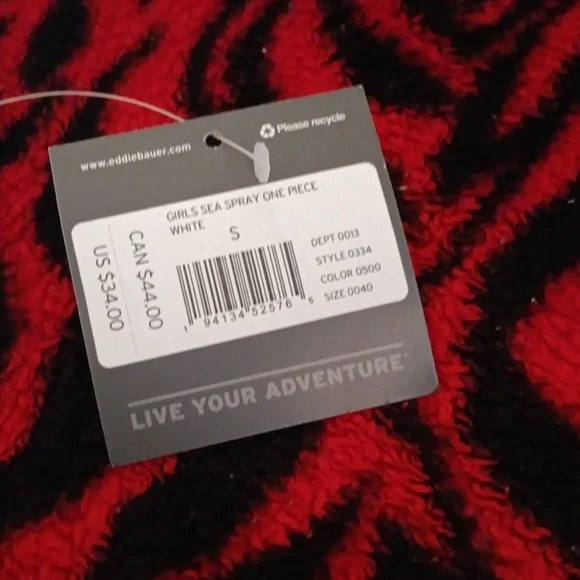 www.eddiebauer.com
Please recycle
GIRLS SEA SPRAY ONE PIECE
WHITE
S
CAN $44.00
US $34.00
DEPT 0013
STYLE 0334
COLOR 0500
SIZE 0040
1 94134 52576 5
LIVE YOUR ADVENTURE